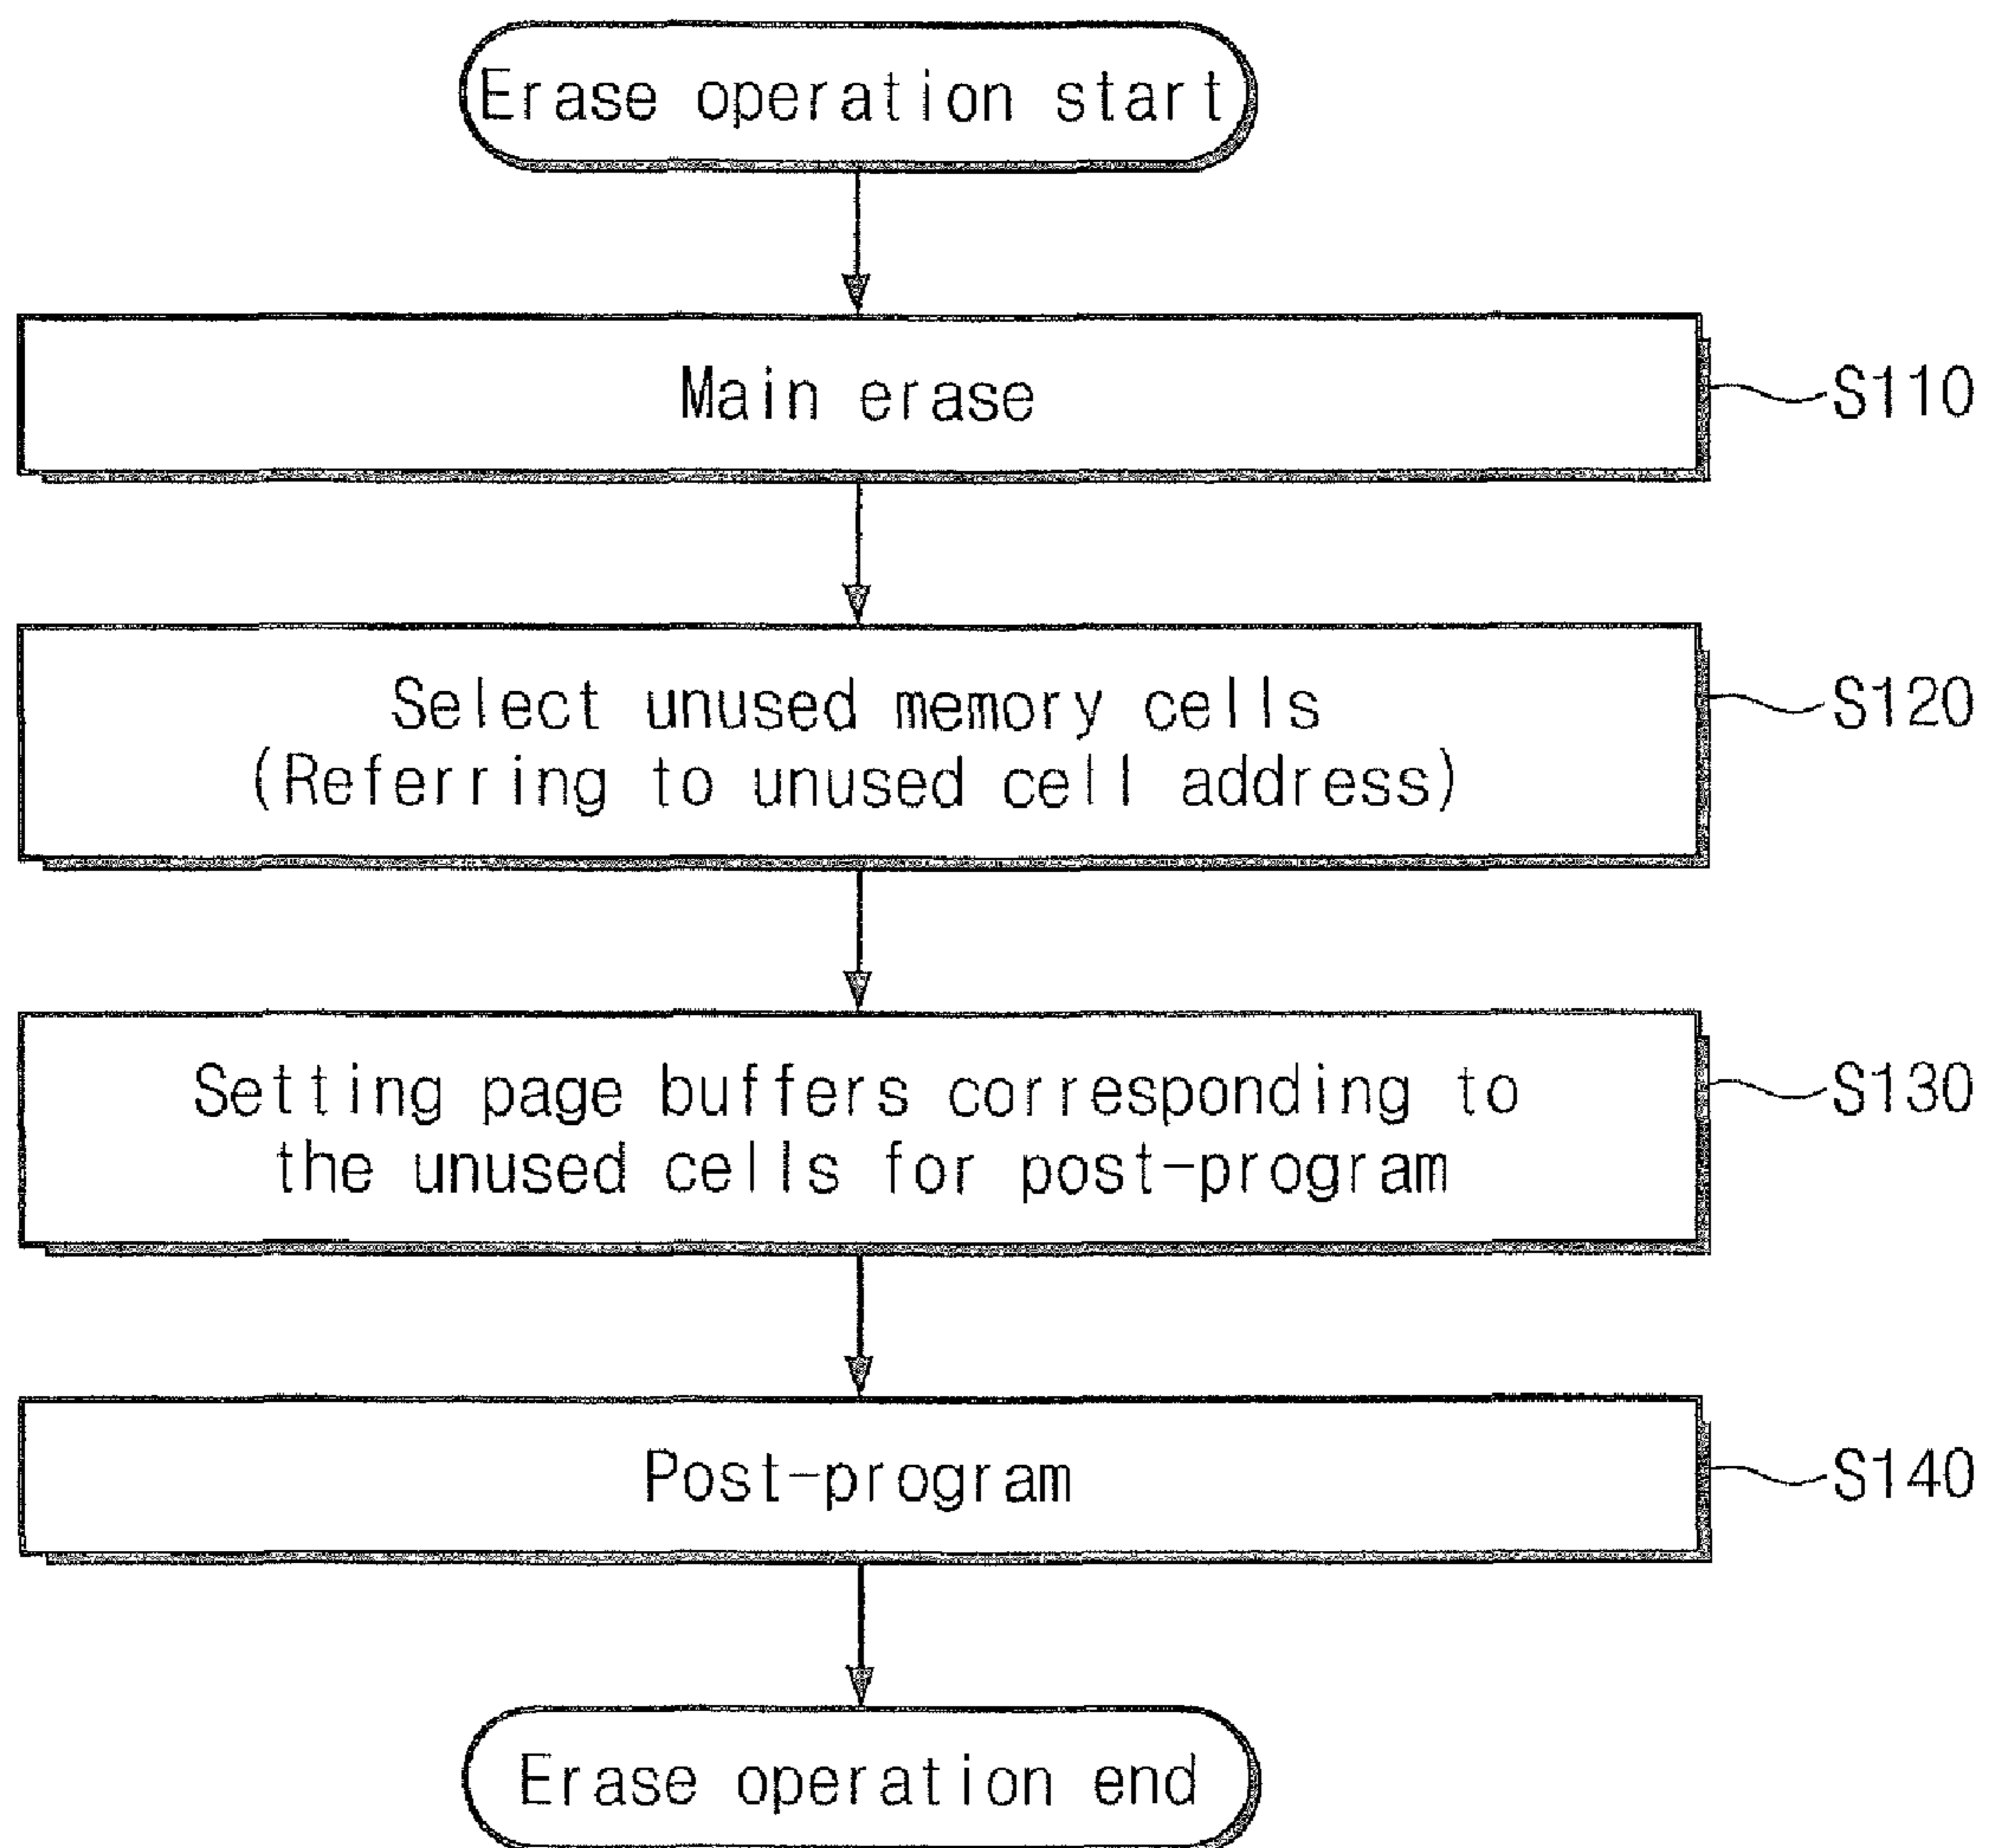 Erase operation start
Main erase
S110
Select unused memory cells
(Referring to unused cell address)
S120
Setting page buffers corresponding to
the unused cells for post-program
S130
Post-program
S140
Erase operation end